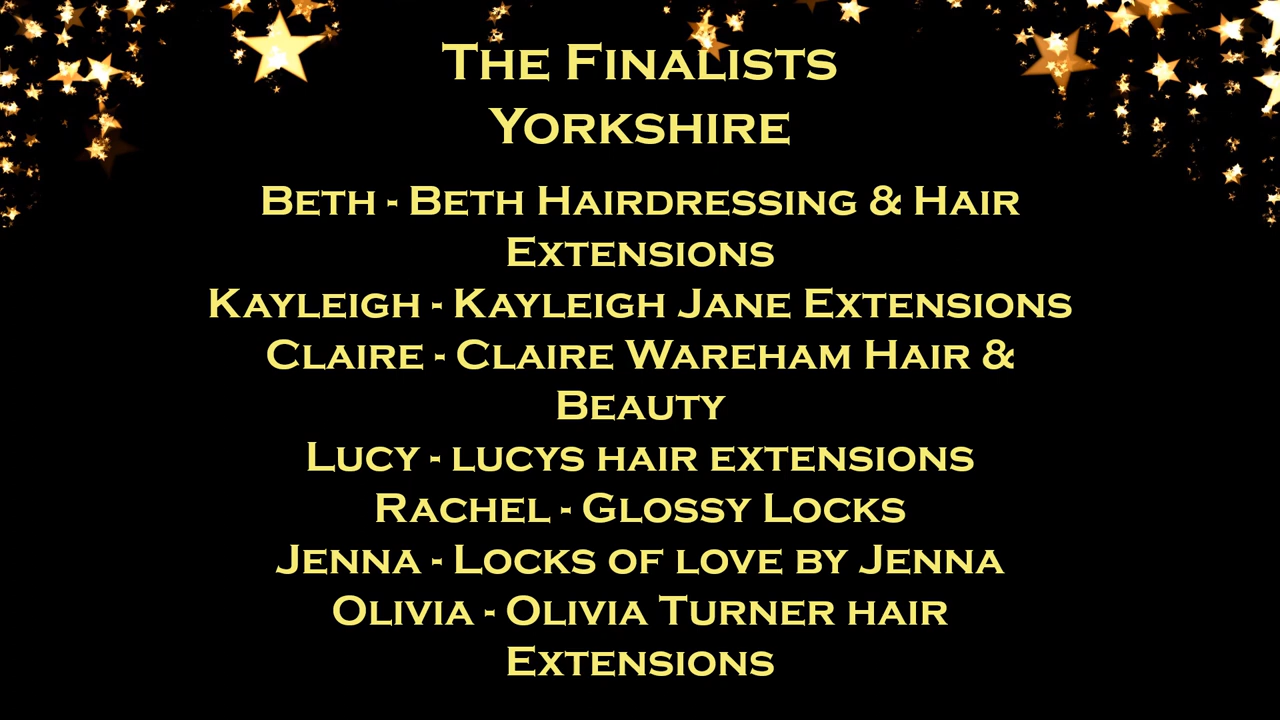 The Finalists
Yorkshire
Beth - Beth Hairdressing & Hair
Extensions
Kayleigh - Kayleigh Jane Extensions
Claire - Claire Wareham Hair &
Beauty
Lucy - lucys hair extensions
Rachel - Glossy Locks
Jenna - Locks of love by Jenna
Olivia - Olivia Turner hair
Extensions